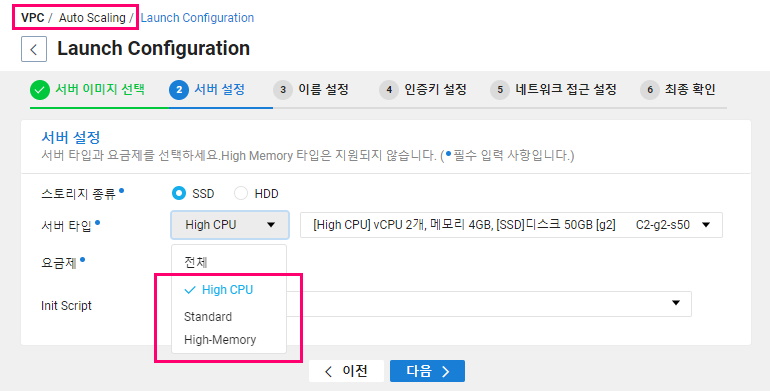 VPC / Auto Scaling / Launch Configuration
Launch Configuration
서버 이미지 선택 2 서버 설정 3 이름 설정 4 인증키 설정 5 네트워크 접근 설정 6 최종 확인
서버 설정
서버 타입과 요금제를 선택하세요.High Memory 타입은 지원되지 않습니다. (•필수 입력 사항입니다.)
스토리지 종류• SSD HDD
서버 타입• High CPU [High CPU] vCPU 2개, 메모리 4GB, [SSD]디스크 50GB [g2] C2-g2-s50
요금제•
전체
High CPU
Init Script
Standard
High-Memory
이전 다음